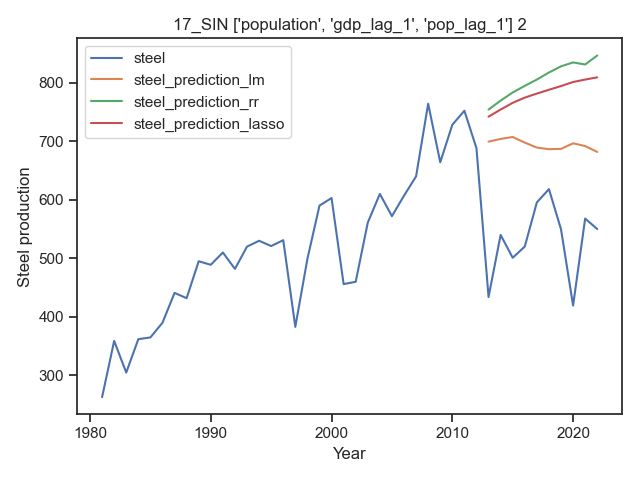 17_SIN ['population', 'gdp_lag_1', 'pop_lag_1'] 2
steel
steel_prediction_lm
steel_prediction_rr
steel_prediction_lasso
Steel production
800
700
600
500
400
300
1980
1990
2000
2010
2020
Year